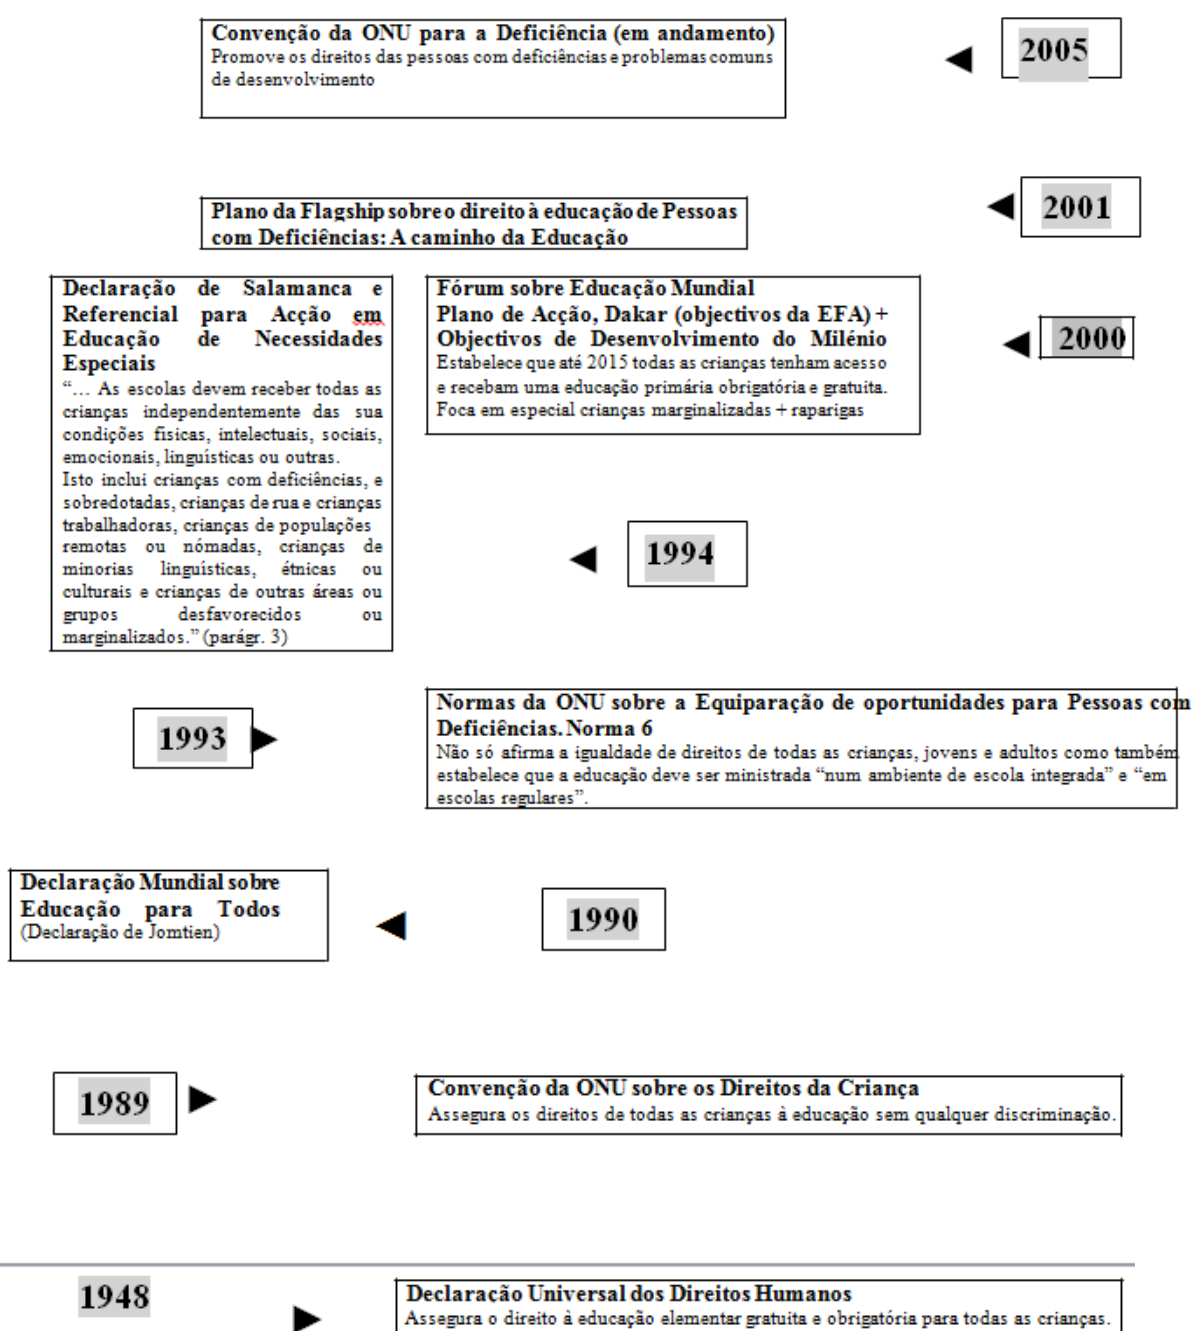 Convenção da ONU para a Deficiência (em andamento)
Promove os direitos das pessoas com deficiências e problemas comuns
de desenvolvimento
2005
Plano da Flagship sobre o direito à educação de Pessoas
com Deficiências: A caminho da Educação
2001
Declaração de Salamanca e
Referencial para Acção em
Educação de Necessidades
Especiais
“… As escolas devem receber todas as
crianças independentemente das sua
condições físicas, intelectuais, sociais,
emocionais, linguísticas ou outras.
Isto inclui crianças com deficiências, e
sobredotadas, crianças de rua e crianças
trabalhadoras, crianças de populações
remotas ou nómadas, crianças de
minorias linguísticas, étnicas ou
culturais e crianças de outras áreas ou
grupos desfavorecidos ou
marginalizados.” (parágr. 3)
Fórum sobre Educação Mundial
Plano de Acção, Dakar (objectivos da EFA) +
Objectivos de Desenvolvimento do Milénio
Estabelece que até 2015 todas as crianças tenham acesso
e recebam uma educação primária obrigatória e gratuita.
Foca em especial crianças marginalizadas + raparigas
2000
1994
1993
Normas da ONU sobre a Equiparação de oportunidades para Pessoas com
Deficiências. Norma 6
Não só afirma a igualdade de direitos de todas as crianças, jovens e adultos como também
estabelece que a educação deve ser ministrada “num ambiente de escola integrada” e “em
escolas regulares”.
Declaração Mundial sobre
Educação para Todos
(Declaração de Jomtien)
1990
1989
Convenção da ONU sobre os Direitos da Criança
Assegura os direitos de todas as crianças à educação sem qualquer discriminação.
1948
Declaração Universal dos Direitos Humanos
Assegura o direito à educação elementar gratuita e obrigatória para todas as crianças.